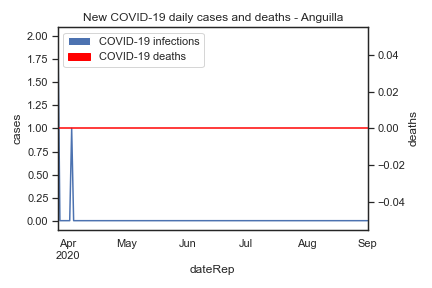 New COVID-19 daily cases and deaths - Anguilla
COVID-19 infections
COVID-19 deaths
cases
2.00
1.75
1.50
1.25
1.00
0.75
0.50
0.25
0.00
0.04
0.02
0.00
−0.02
−0.04
deaths
Apr May Jun Jul Aug Sep
2020
dateRep